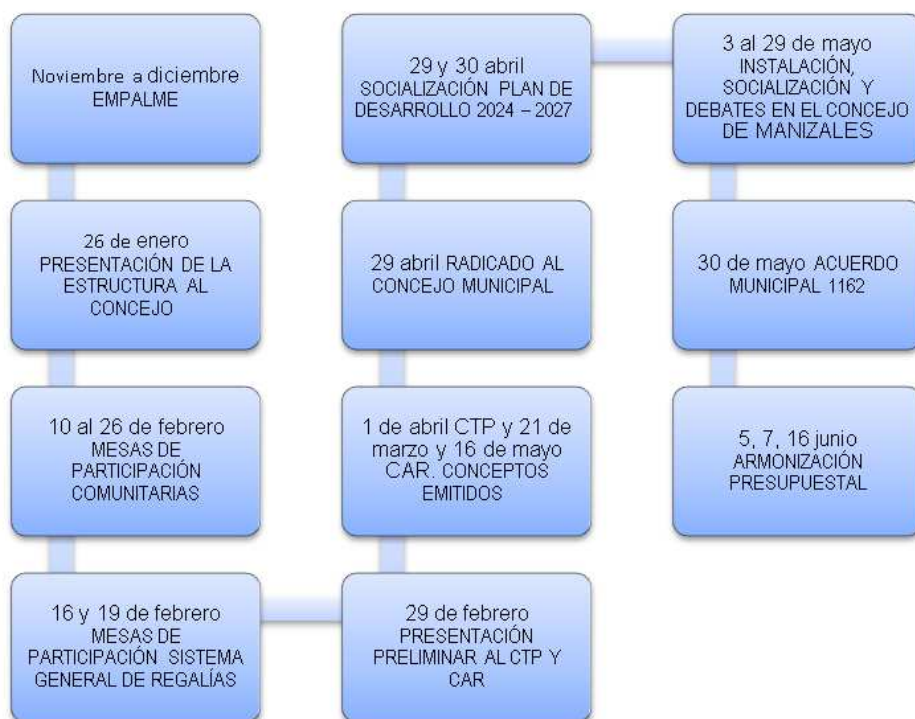 Noviembre a diciembre
EMPALME
26 de enero
PRESENTACIÓN DE LA
ESTRUCTURA AL
CONCEJO
10 al 26 de febrero
MESAS DE
PARTICIPACIÓN
COMUNITARIAS
16 y 19 de febrero
MESAS DE
PARTICIPACIÓN SISTEMA
GENERAL DE REGALÍAS
29 de febrero
PRESENTACIÓN
PRELIMINAR AL CTP Y
CAR
1 de abril CTP y 21 de
marzo y 16 de mayo
CAR. CONCEPTOS
EMITIDOS
29 abril RADICADO AL
CONCEJO MUNICIPAL
29 y 30 abril
SOCIALIZACIÓN PLAN DE
DESARROLLO 2024 – 2027
3 al 29 de mayo
INSTALACIÓN,
SOCIALIZACIÓN Y
DEBATES EN EL CONCEJO
DE MANIZALES
30 de mayo ACUERDO
MUNICIPAL 1162
5, 7, 16 junio
ARMONIZACIÓN
PRESUPUESTAL